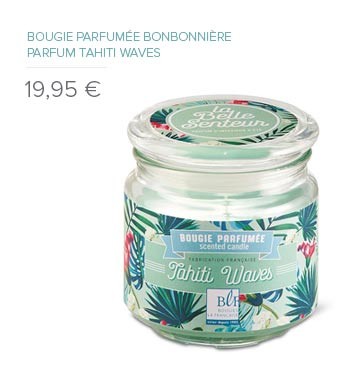 BOUGIE PARFUMÉE BONBONNIÈRE
PARFUM TAHITI WAVES
19,95 €
La
Belle
Senteur
BOUGIE PARFUMÉE
scented candle
FABRICATION FRANÇAISE
Tahiti Waves
BLF
BOUGIES
LA FRANÇAISE